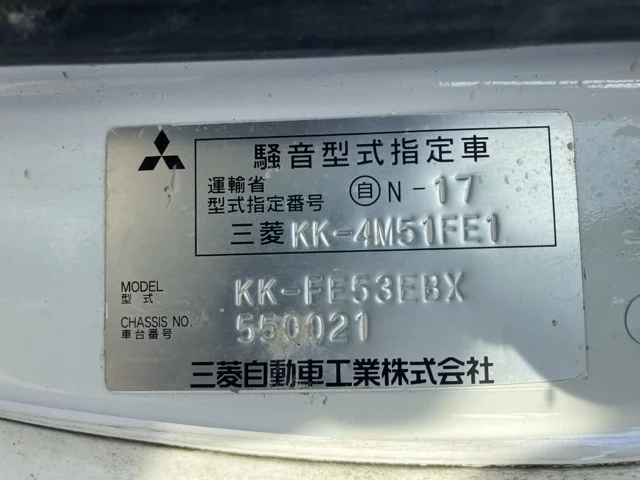 騒音型式指定車
運輸省
型式指定番号 自 N-17
三菱 KK-4M51FE1
MODEL
型式 KK-FE53EBX
CHASSIS NO.
車台番号 550021
三菱自動車工業株式会社